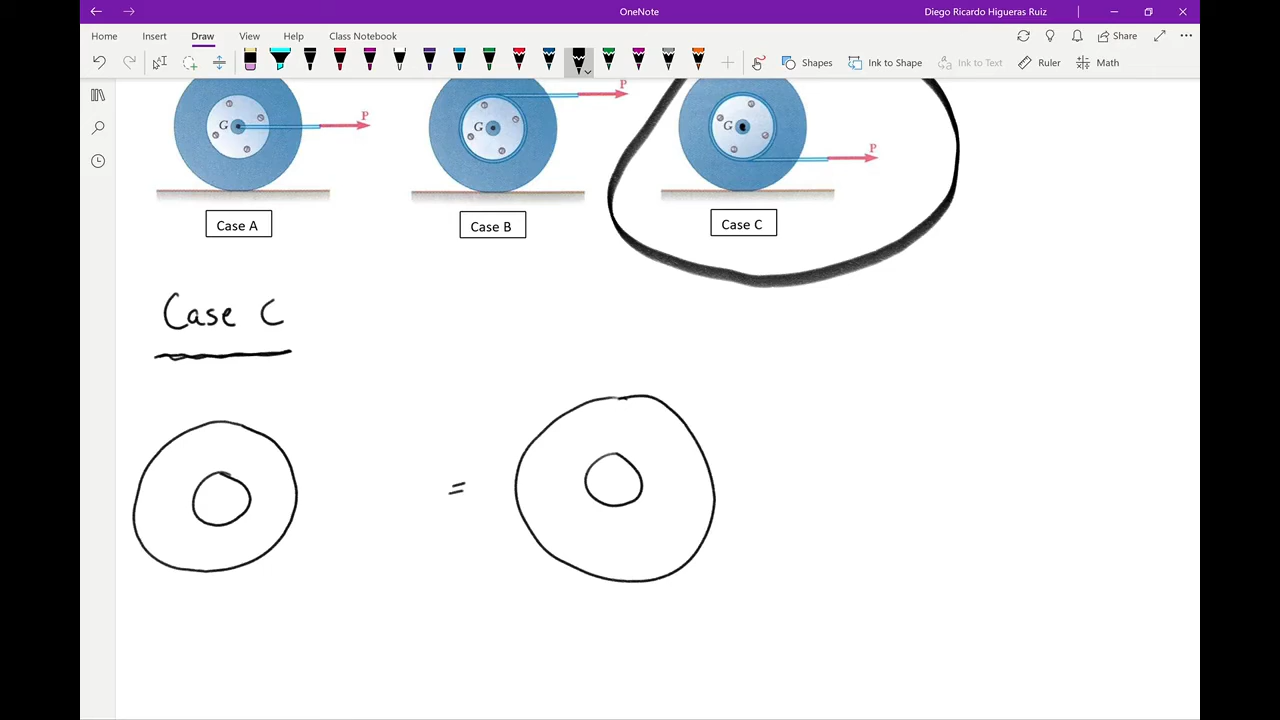 OneNote
Diego Ricardo Higueras Ruiz
Home Insert Draw View Help Class Notebook
Share
Shapes Ink to Shape Ink to Text Ruler Math
G P
G P
G P
Case A
Case B
Case C
Case C
=